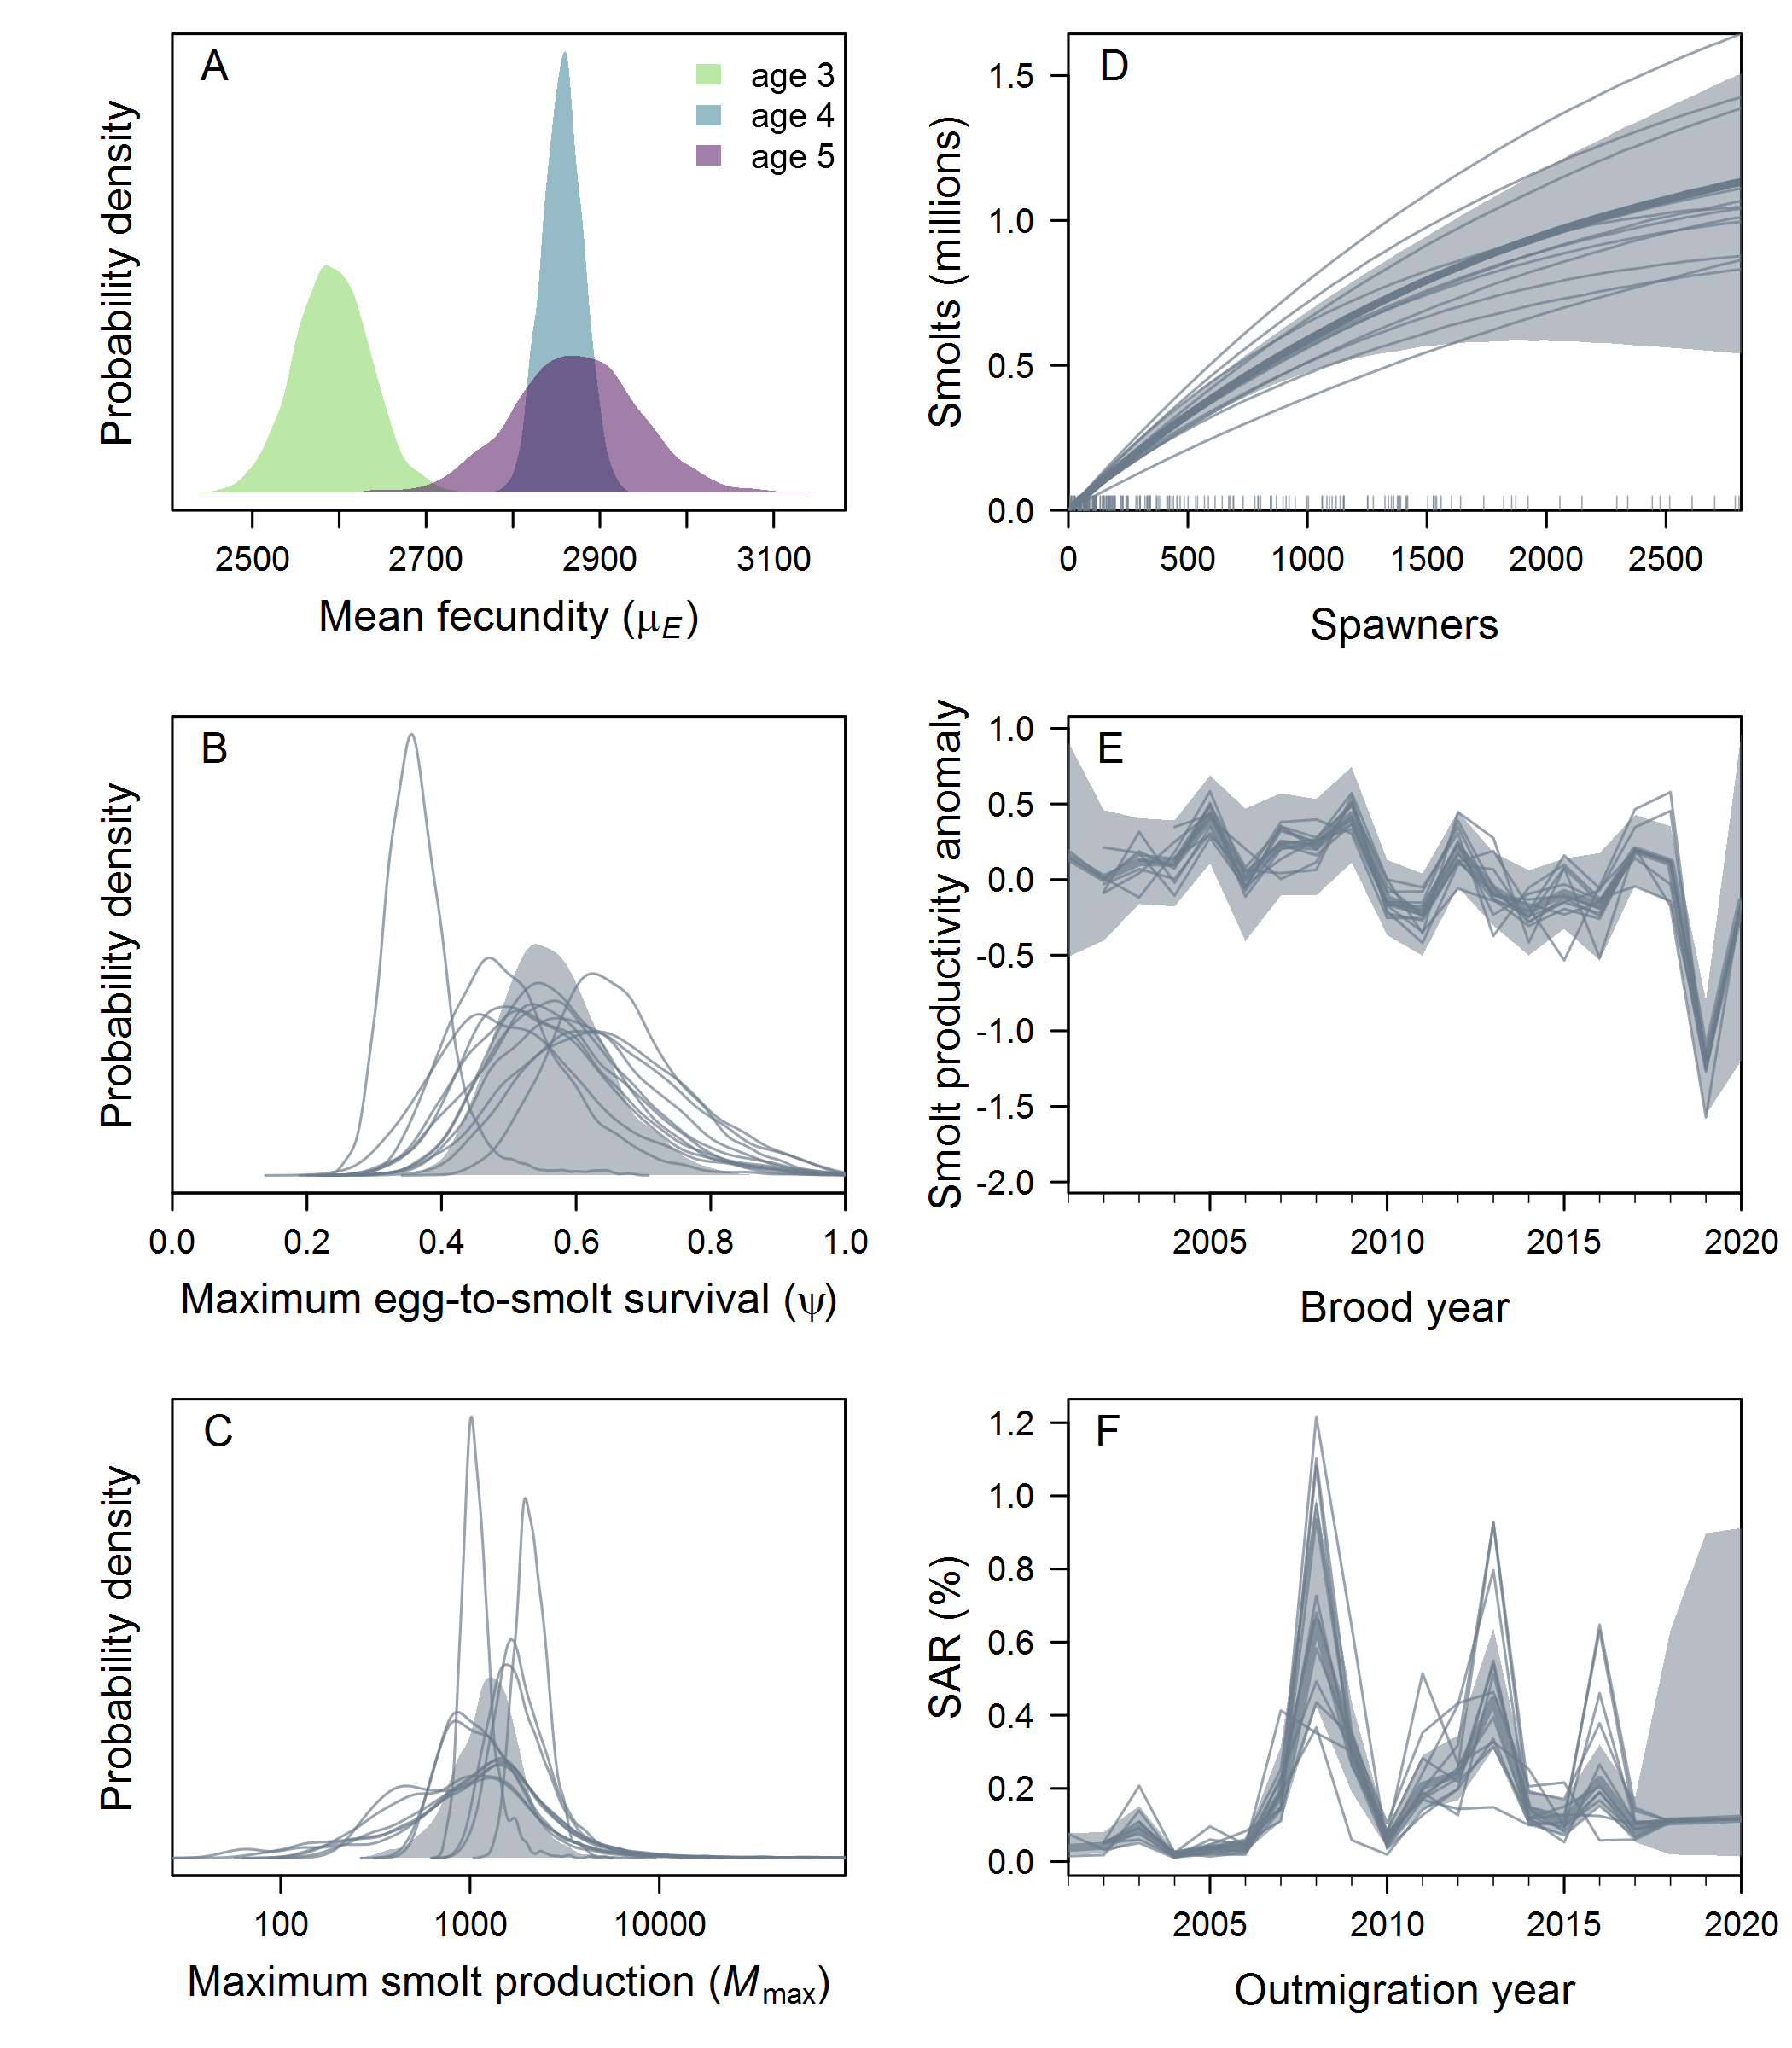 A
age 3
age 4
age 5
Probability density
2500 2700 2900 3100
Mean fecundity (μE)
D
Smolts (millions)
1.5
1.0
0.5
0.0
0 500 1000 1500 2000 2500
Spawners
B
Probability density
0.0 0.2 0.4 0.6 0.8 1.0
Maximum egg-to-smolt survival (ψ)
E
Smolt productivity anomaly
1.0
0.5
0.0
-0.5
-1.0
-1.5
-2.0
2005 2010 2015 2020
Brood year
C
Probability density
100 1000 10000
Maximum smolt production (Mmax)
F
SAR (%)
1.2
1.0
0.8
0.6
0.4
0.2
0.0
2005 2010 2015 2020
Outmigration year